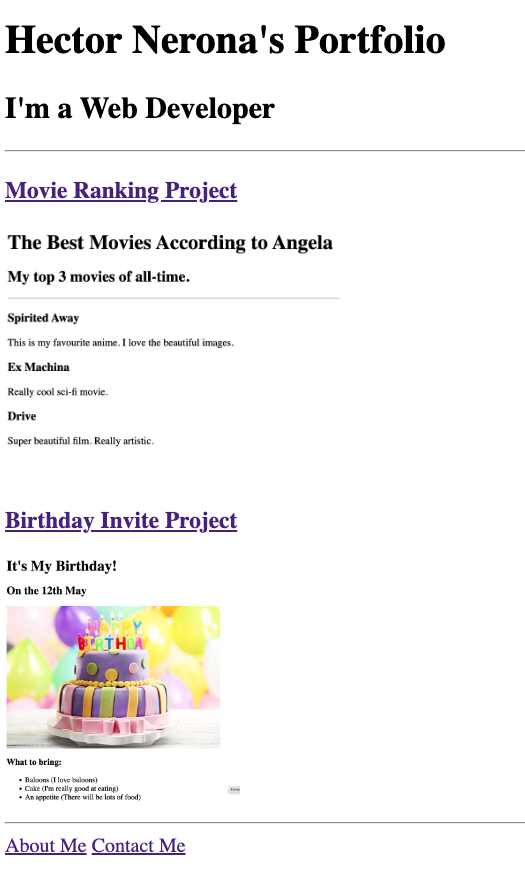 Hector Nerona's Portfolio
I'm a Web Developer
Movie Ranking Project
The Best Movies According to Angela
My top 3 movies of all-time.
Spirited Away
This is my favourite anime. I love the beautiful images.
Ex Machina
Really cool sci-fi movie.
Drive
Super beautiful film. Really artistic.
Birthday Invite Project
It's My Birthday!
On the 12th May
HAPPY
BIRTHDAY
What to bring:
Baloons (I love baloons)
Cake (I'm really good at eating)
An appetite (There will be lots of food)
About Me Contact Me